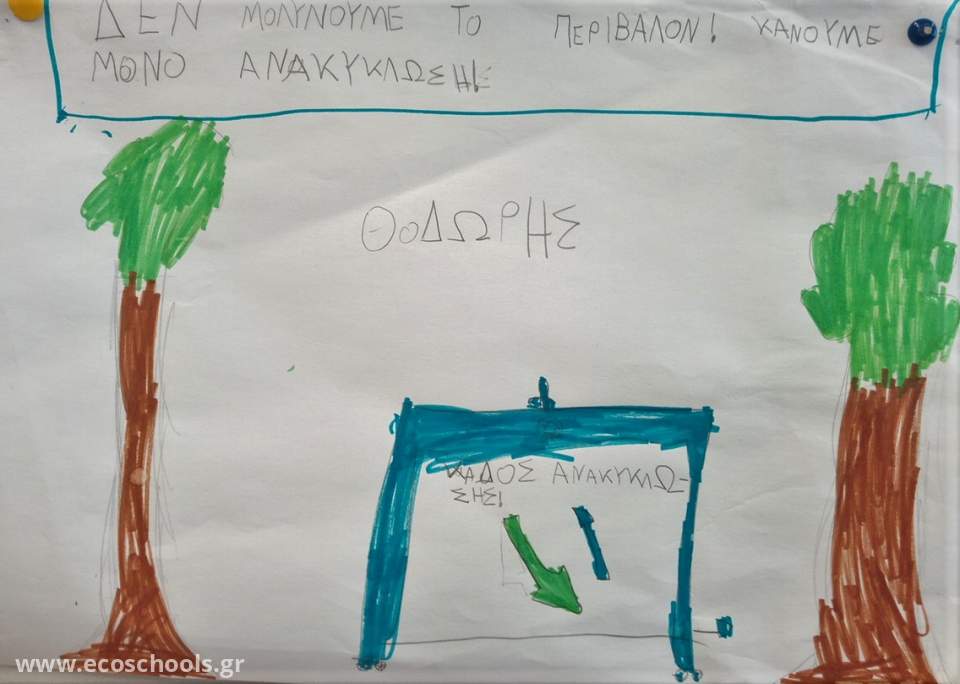 ΔΕΝ ΜΟΛΥΝΟΥΜΕ ΤΟ ΠΕΡΙΒΑΛΟΝ! ΚΑΝΟΥΜΕ
ΜΟΝΟ ΑΝΑΚΥΚΛΩΣΗ!
ΘΟΔΩΡΗΣ
ΚΑΔΟΣ ΑΝΑΚΥΚΛΩ-
ΣΗΣ!
www.ecoschools.gr